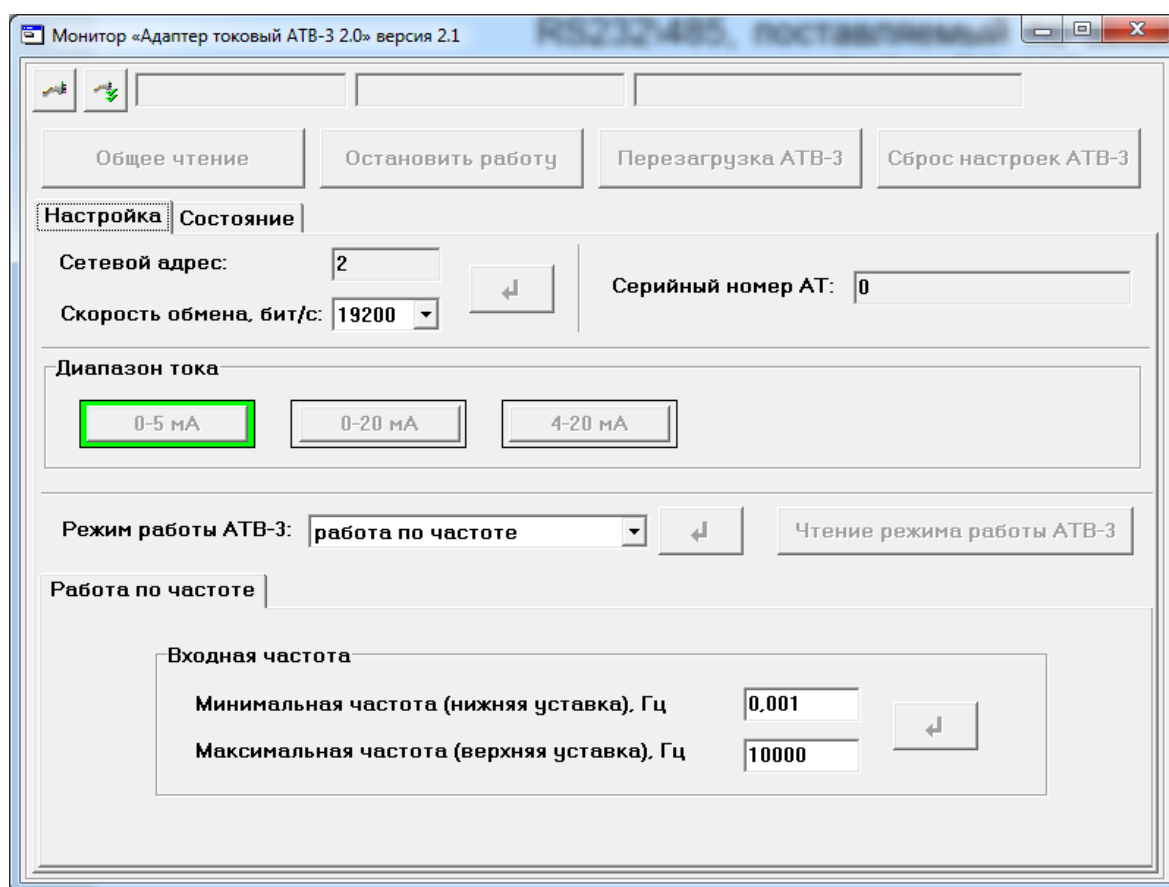 Монитор «Адаптер токовый АТВ-3 2.0» версия 2.1
RS232\485, поставляемый
Общее чтение
Остановить работу
Перезагрузка АТВ-3
Сброс настроек АТВ-3
Настройка
Состояние
Сетевой адрес: 2
Серийный номер АТ: 0
Скорость обмена, бит/с: 19200
Диапазон тока
0-5 мА
0-20 мА
4-20 мА
Режим работы АТВ-3: работа по частоте
Чтение режима работы АТВ-3
Работа по частоте
Входная частота
Минимальная частота (нижняя уставка), Гц 0,001
Максимальная частота (верхняя уставка), Гц 10000